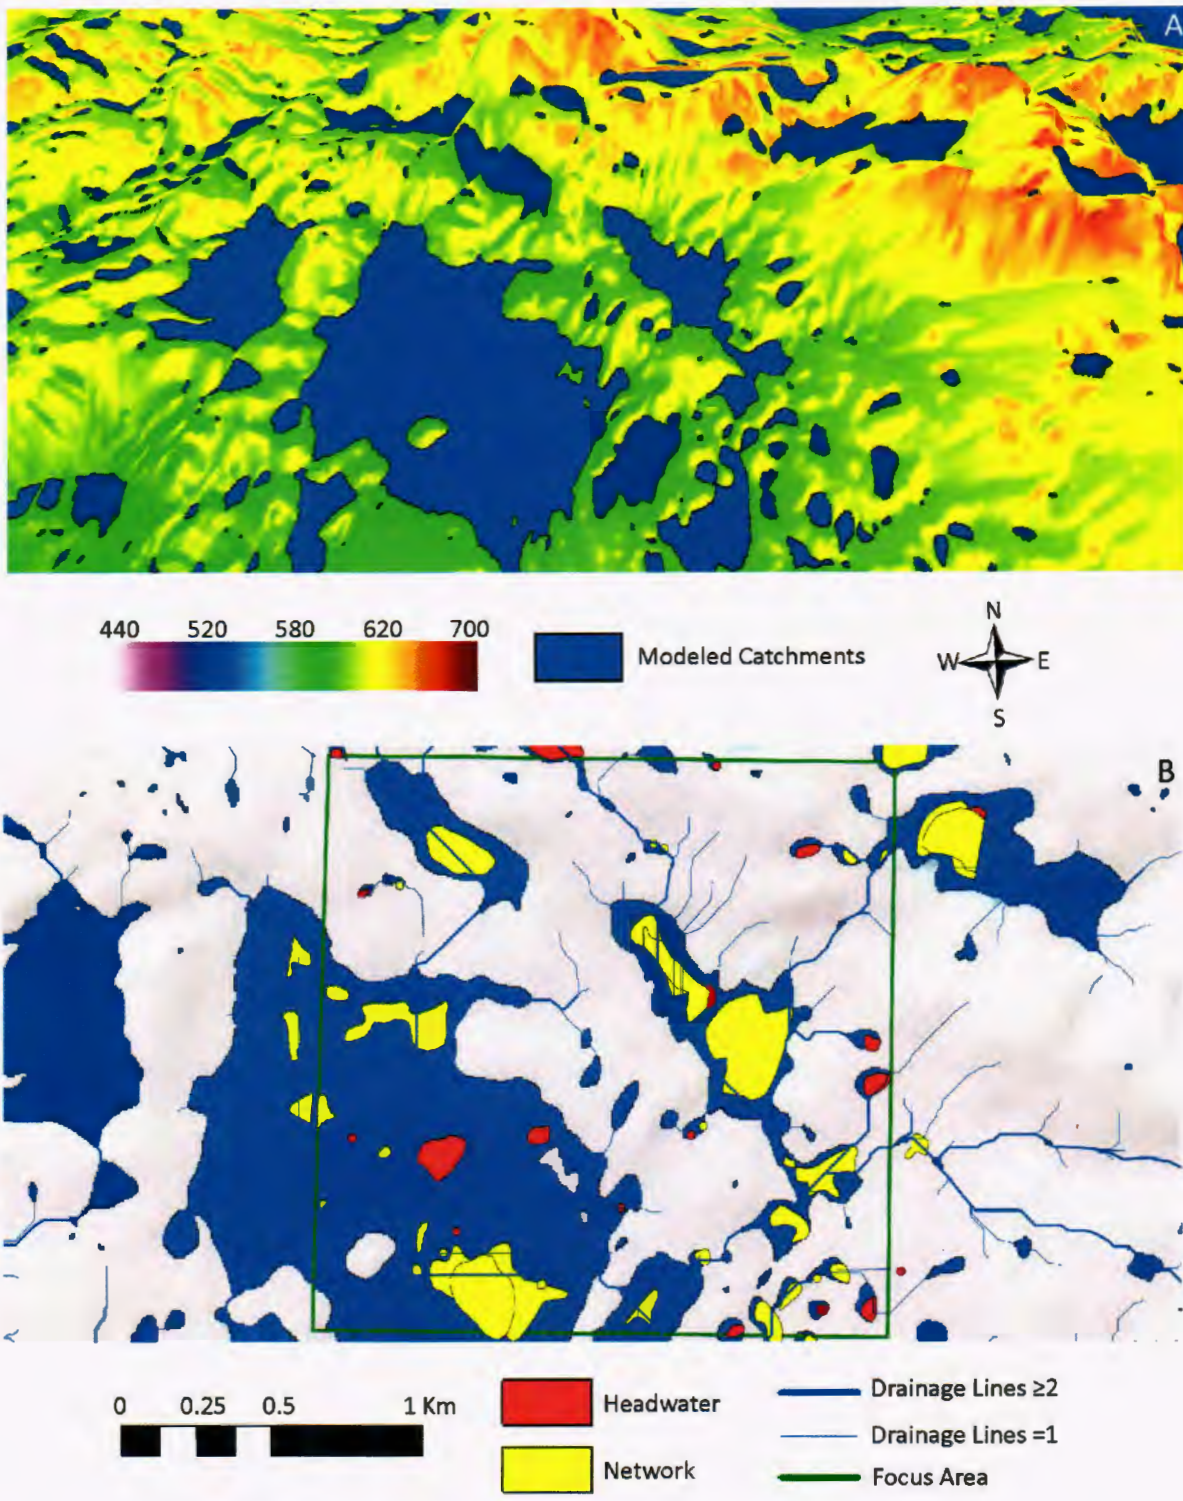 A
440 520 580 620 700
Modeled Catchments
N
W E
S
B
0 0.25 0.5 1 Km
Headwater
Network
Drainage Lines ≥2
Drainage Lines =1
Focus Area